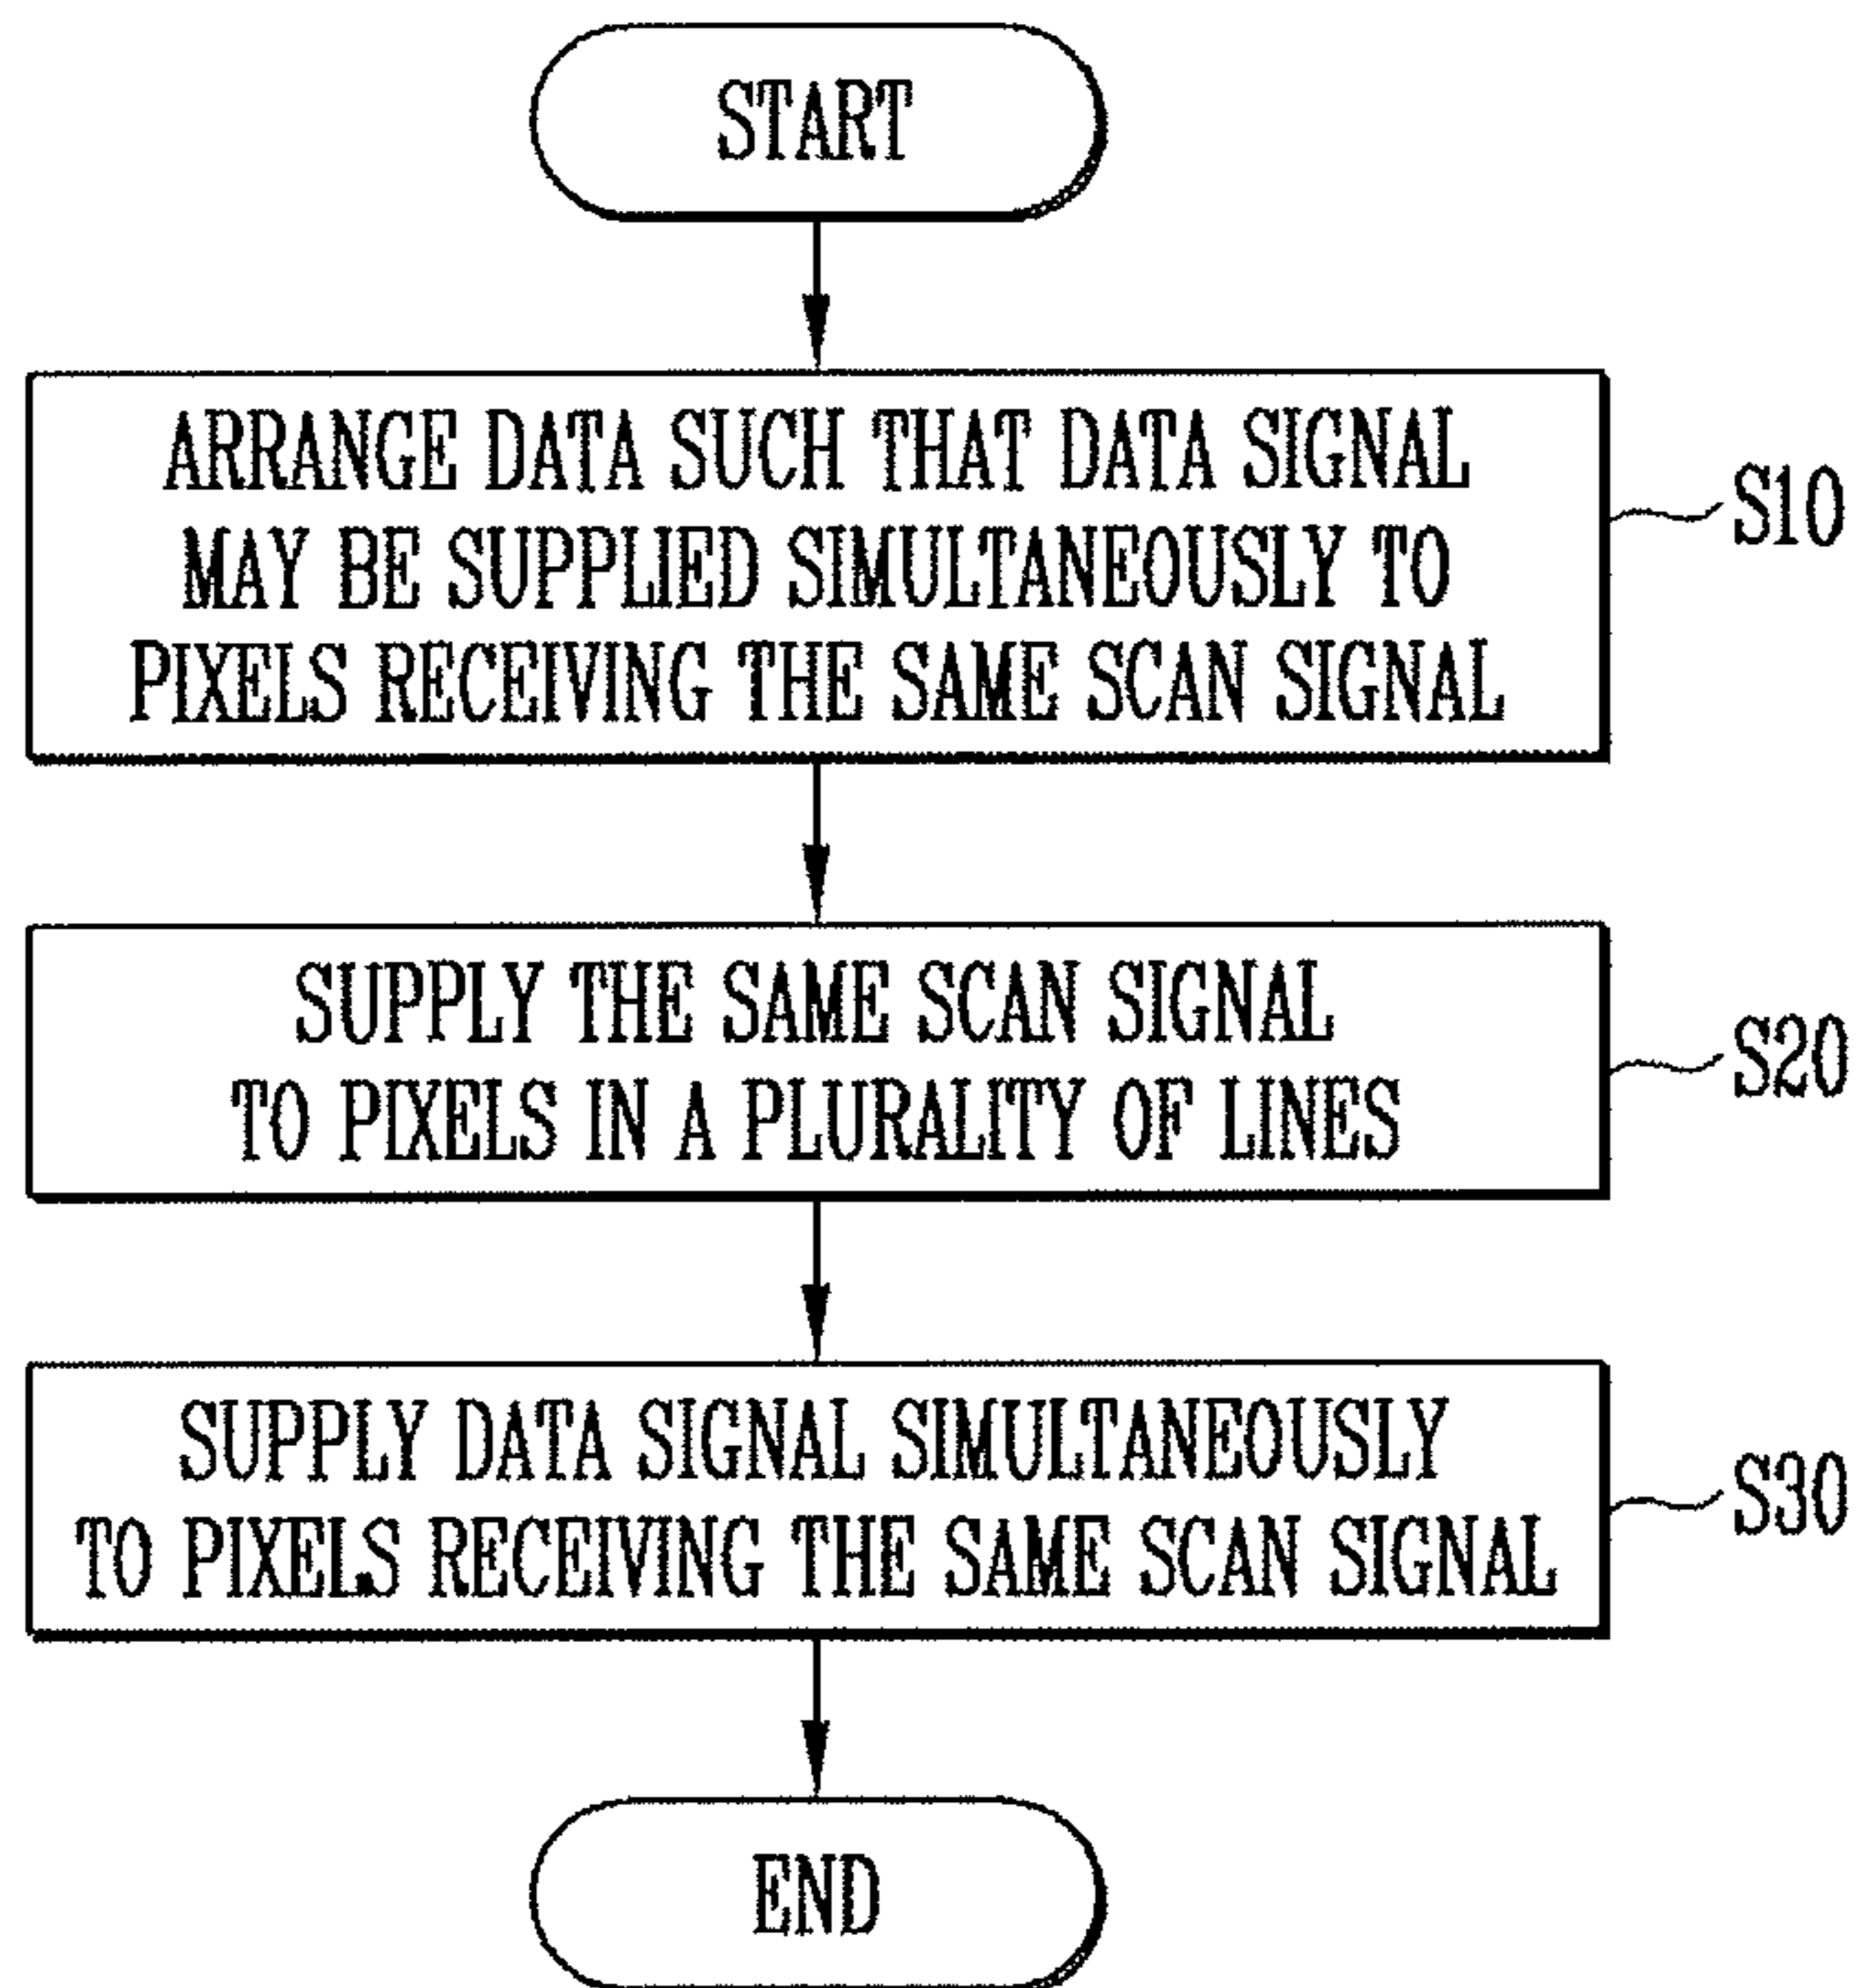 START
ARRANGE DATA SUCH THAT DATA SIGNAL
MAY BE SUPPLIED SIMULTANEOUSLY TO
PIXELS RECEIVING THE SAME SCAN SIGNAL
S10
SUPPLY THE SAME SCAN SIGNAL
TO PIXELS IN A PLURALITY OF LINES
S20
SUPPLY DATA SIGNAL SIMULTANEOUSLY
TO PIXELS RECEIVING THE SAME SCAN SIGNAL
S30
END